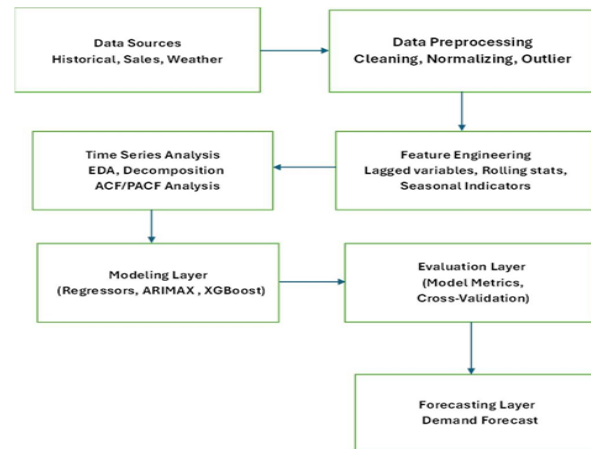 Data Sources
Historical, Sales, Weather
Data Preprocessing
Cleaning, Normalizing, Outlier
Feature Engineering
Lagged variables, Rolling stats,
Seasonal Indicators
Time Series Analysis
EDA, Decomposition
ACF/PACF Analysis
Modeling Layer
(Regressors, ARIMAX , XGBoost)
Evaluation Layer
(Model Metrics,
Cross-Validation)
Forecasting Layer
Demand Forecast